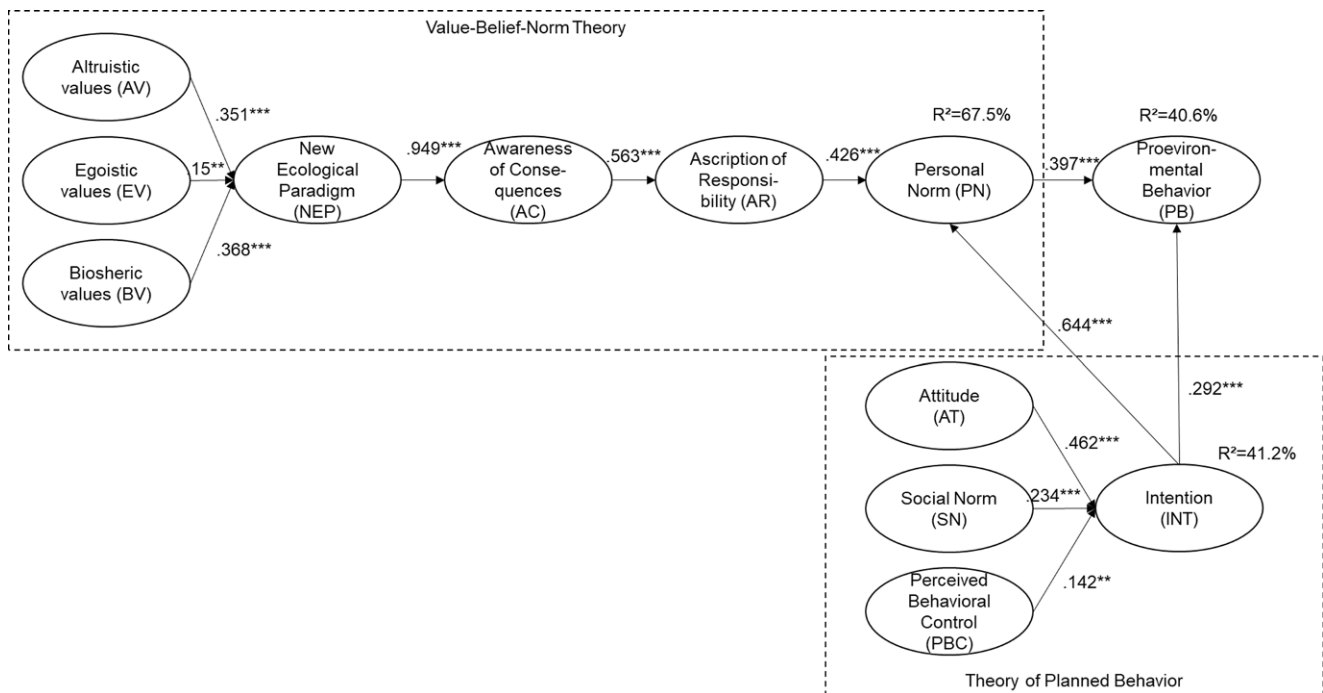 Value-Belief-Norm Theory
Altruistic
values (AV)
.351***
R²=67.5%
R²=40.6%
Egoistic
values (EV)
.15**
New
Ecological
Paradigm
(NEP)
.949***
Awareness
of Conse-
quences
(AC)
.563***
Ascription of
Responsi-
bility (AR)
.426***
Personal
Norm (PN)
.397***
Proeviron-
mental
Behavior
(PB)
.368***
Biosheric
values (BV)
.644***
.292***
Attitude
(AT)
.462***
R²=41.2%
Social Norm
(SN)
.234***
Intention
(INT)
.142**
Perceived
Behavioral
Control
(PBC)
Theory of Planned Behavior